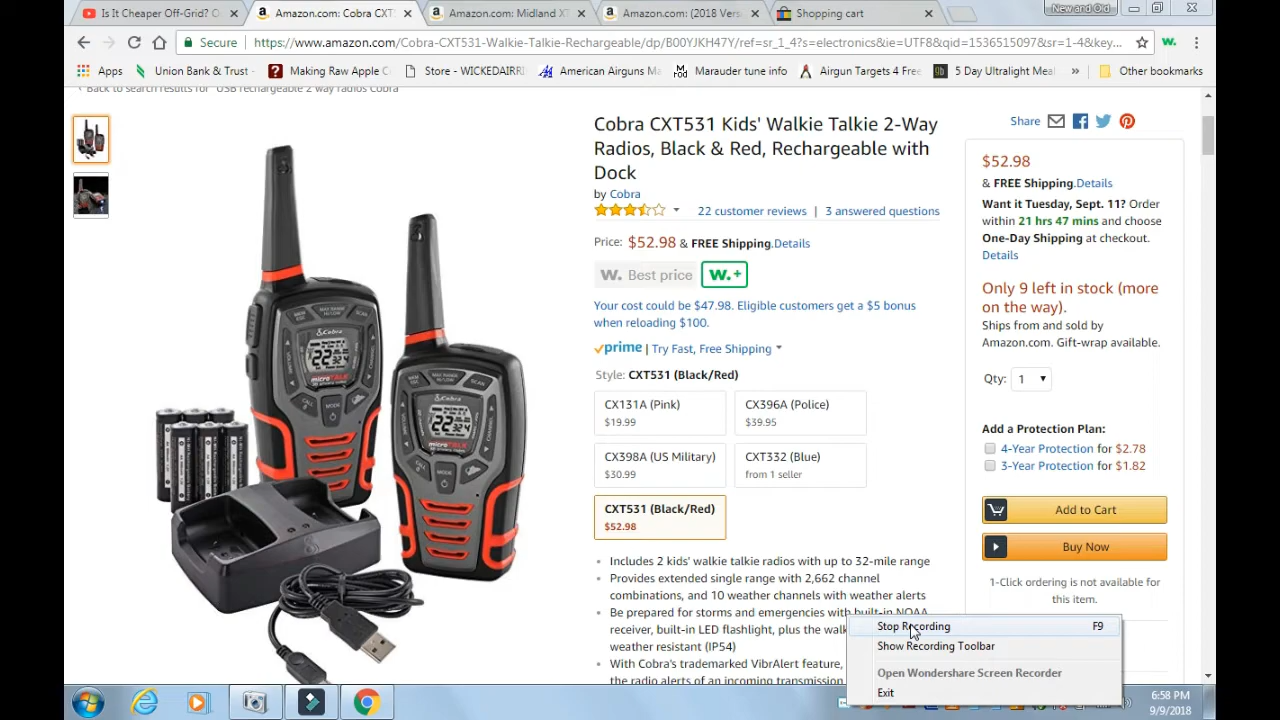 Is It Cheaper Off-Grid? O
Amazon.com: Cobra CXT
Amazon.com: Midland XT
Amazon.com: (2018 Vers
Shopping cart
New and Old
Secure
https://www.amazon.com/Cobra-CXT531-Walkie-Talkie-Rechargeable/dp/B00YJKH47Y/ref=sr_1_4?s=electronics&ie=UTF8&qid=1536515097&sr=1-4&key...
w.
Apps
Union Bank & Trust -
Making Raw Apple C
Store - WICKEDAIRRI
American Airguns Ma
Marauder tune info
Airgun Targets 4 Free
5 Day Ultralight Meal
»
Other bookmarks
‹ Back to search results for "USB rechargeable 2 way radios Cobra"
Cobra CXT531 Kids' Walkie Talkie 2-Way
Radios, Black & Red, Rechargeable with
Dock
by Cobra
22 customer reviews | 3 answered questions
Price: $52.98 & FREE Shipping. Details
w. Best price
w.+
Your cost could be $47.98. Eligible customers get a $5 bonus
when reloading $100.
prime | Try Fast, Free Shipping
Style: CXT531 (Black/Red)
CX131A (Pink)
$19.99
CX396A (Police)
$39.95
CX398A (US Military)
$30.99
CXT332 (Blue)
from 1 seller
CXT531 (Black/Red)
$52.98
• Includes 2 kids' walkie talkie radios with up to 32-mile range
• Provides extended single range with 2,662 channel
combinations, and 10 weather channels with weather alerts
• Be prepared for storms and emergencies with built-in NOAA
receiver, built-in LED flashlight, plus the walk
weather resistant (IP54)
• With Cobra's trademarked VibrAlert feature,
the radio alerts of an incoming transmission
Share
$52.98
& FREE Shipping. Details
Want it Tuesday, Sept. 11? Order
within 21 hrs 47 mins and choose
One-Day Shipping at checkout.
Details
Only 9 left in stock (more
on the way).
Ships from and sold by
Amazon.com. Gift-wrap available.
Qty: 1
Add a Protection Plan:
4-Year Protection for $2.78
3-Year Protection for $1.82
Add to Cart
Buy Now
1-Click ordering is not available for
this item.
Stop Recording F9
Show Recording Toolbar
Open Wondershare Screen Recorder
Exit
Cobra
22
microTALK
CALL
MODE
SCAN
Cobra
22
microTALK
MODE
SCAN
6:58 PM
9/9/2018